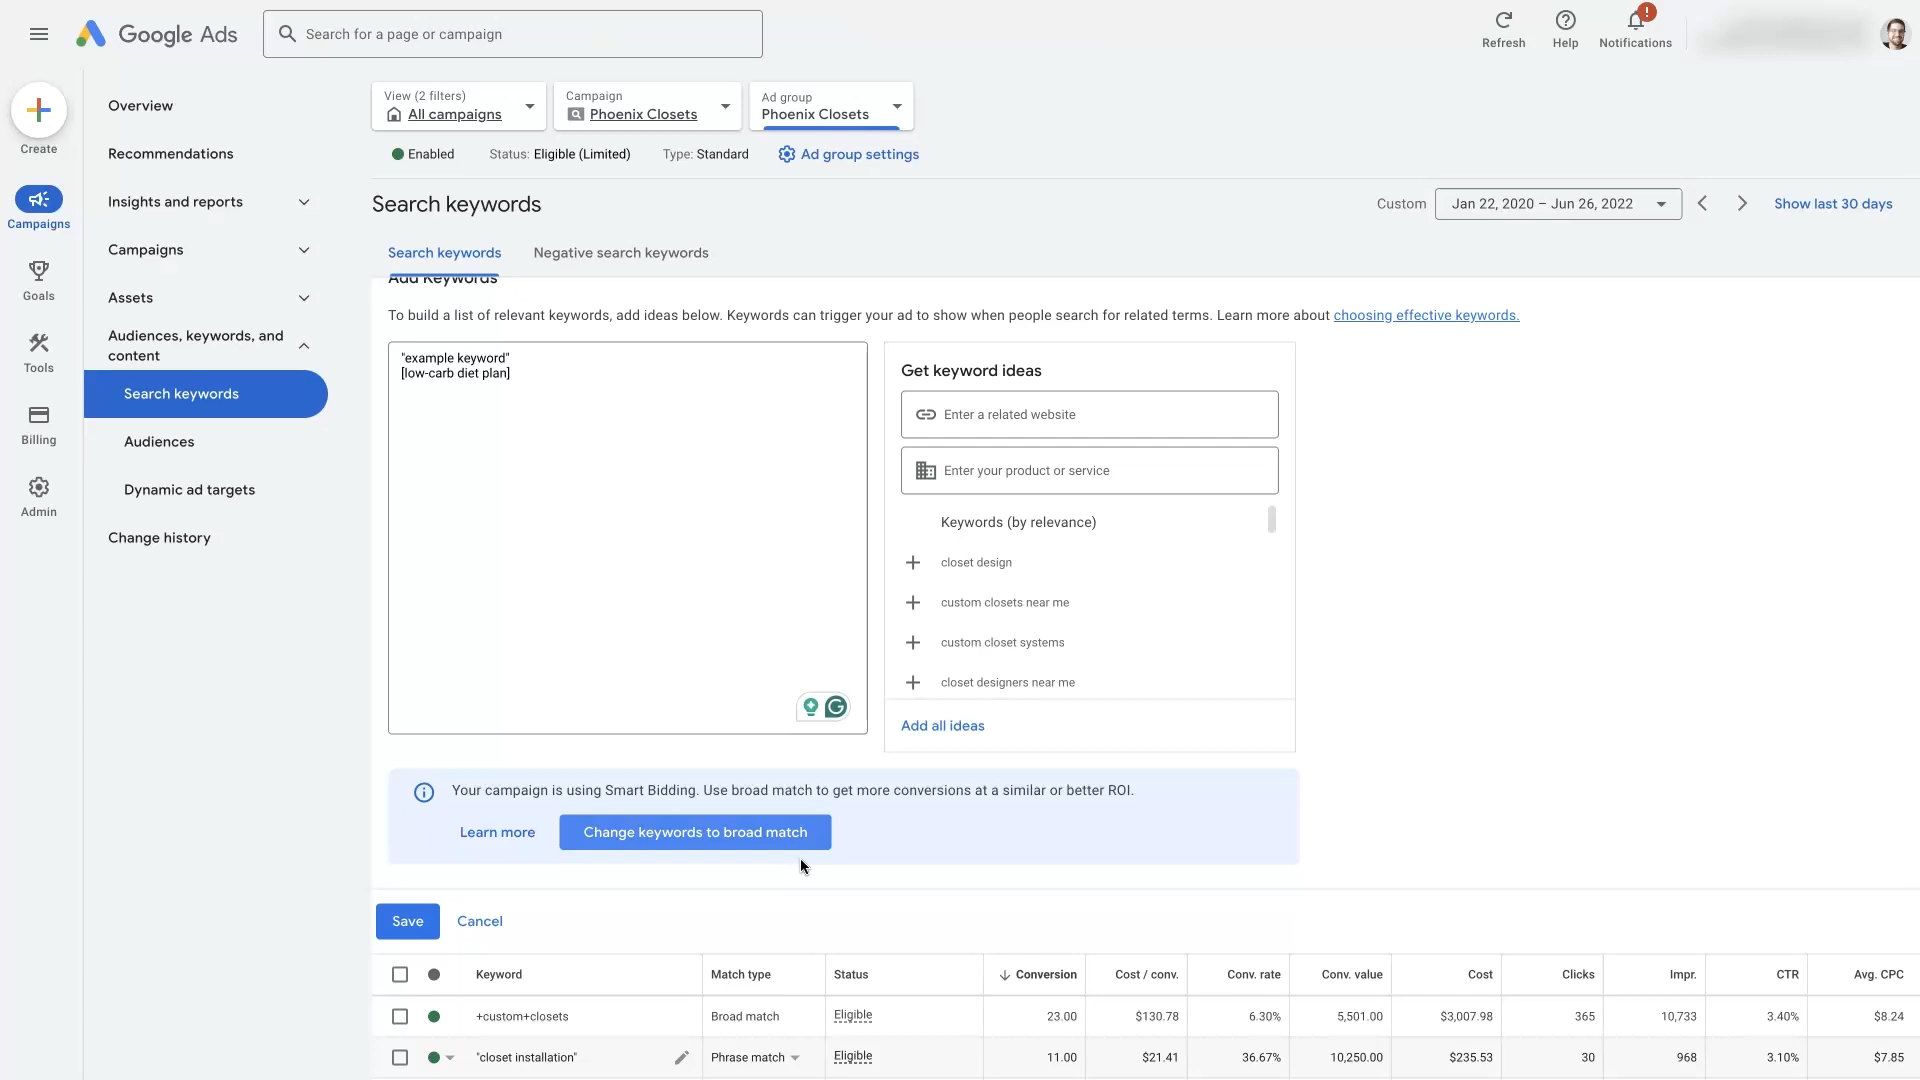 Google Ads
Search for a page or campaign
Refresh
Help
!
Notifications
Create
Campaigns
Goals
Tools
Billing
Admin
Overview
Recommendations
Insights and reports
Campaigns
Assets
Audiences, keywords, and
content
Search keywords
Audiences
Dynamic ad targets
Change history
View (2 filters)
All campaigns
Campaign
Phoenix Closets
Ad group
Phoenix Closets
Enabled
Status: Eligible (Limited)
Type: Standard
Ad group settings
Search keywords
Custom
Jan 22, 2020 – Jun 26, 2022
Show last 30 days
Search keywords
Negative search keywords
Add Keywords
To build a list of relevant keywords, add ideas below. Keywords can trigger your ad to show when people search for related terms. Learn more about choosing effective keywords.
"example keyword"
[low-carb diet plan]
Get keyword ideas
Enter a related website
Enter your product or service
Keywords (by relevance)
closet design
custom closets near me
custom closet systems
closet designers near me
Add all ideas
Your campaign is using Smart Bidding. Use broad match to get more conversions at a similar or better ROI.
Learn more
Change keywords to broad match
Save
Cancel
Keyword Match type Status Conversion Cost / conv. Conv. rate Conv. value Cost Clicks Impr. CTR Avg. CPC
+custom+closets Broad match Eligible 23.00 $130.78 6.30% 5,501.00 $3,007.98 365 10,733 3.40% $8.24
"closet installation" Phrase match Eligible 11.00 $21.41 36.67% 10,250.00 $235.53 30 968 3.10% $7.85